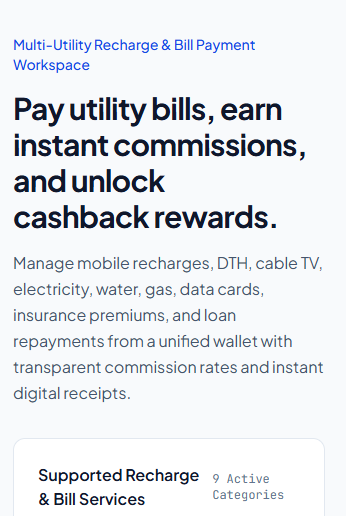 Multi-Utility Recharge & Bill Payment
Workspace
Pay utility bills, earn
instant commissions,
and unlock
cashback rewards.
Manage mobile recharges, DTH, cable TV,
electricity, water, gas, data cards,
insurance premiums, and loan
repayments from a unified wallet with
transparent commission rates and instant
digital receipts.
Supported Recharge
& Bill Services
9 Active
Categories